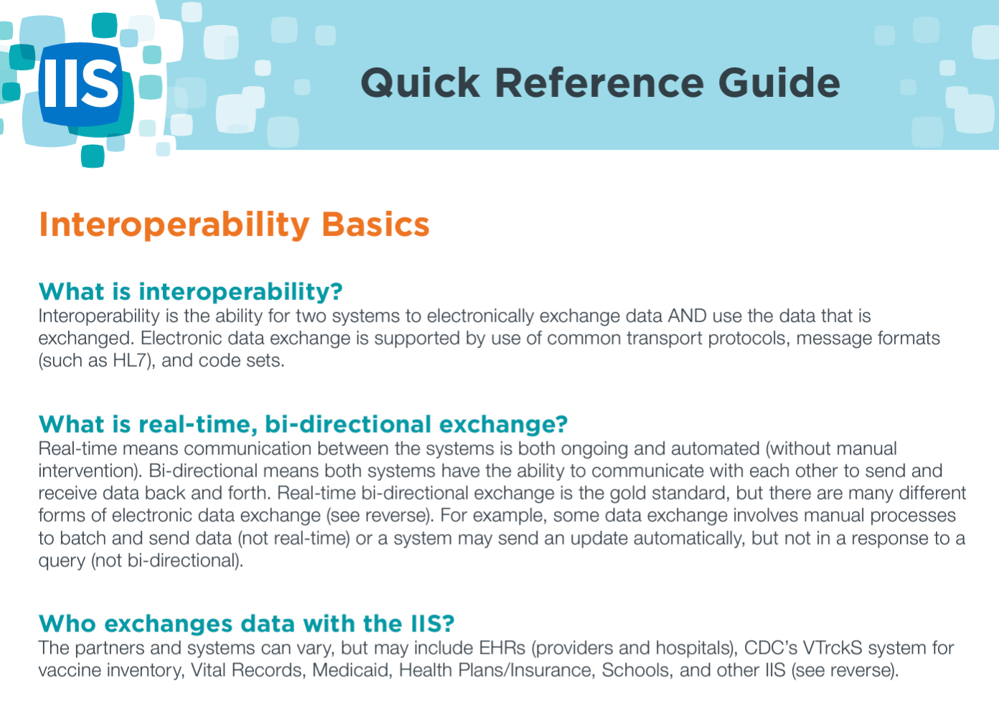 IIS
Quick Reference Guide
Interoperability Basics
What is interoperability?
Interoperability is the ability for two systems to electronically exchange data AND use the data that is
exchanged. Electronic data exchange is supported by use of common transport protocols, message formats
(such as HL7), and code sets.
What is real-time, bi-directional exchange?
Real-time means communication between the systems is both ongoing and automated (without manual
intervention). Bi-directional means both systems have the ability to communicate with each other to send and
receive data back and forth. Real-time bi-directional exchange is the gold standard, but there are many different
forms of electronic data exchange (see reverse). For example, some data exchange involves manual processes
to batch and send data (not real-time) or a system may send an update automatically, but not in a response to a
query (not bi-directional).
Who exchanges data with the IIS?
The partners and systems can vary, but may include EHRs (providers and hospitals), CDC’s VTrckS system for
vaccine inventory, Vital Records, Medicaid, Health Plans/Insurance, Schools, and other IIS (see reverse).